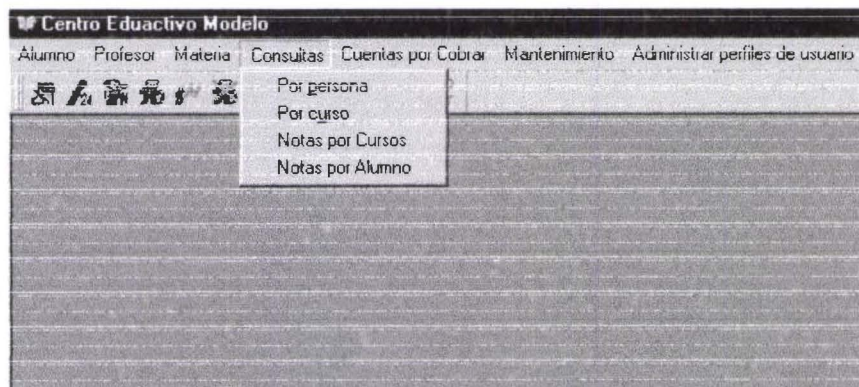 Centro Eduactivo Modelo
Alumno Profesor Materia Consultas Cuentas por Cobrar Mantenimiento Administrar perfiles de usuario
Por persona
Por curso
Notas por Cursos
Notas por Alumno